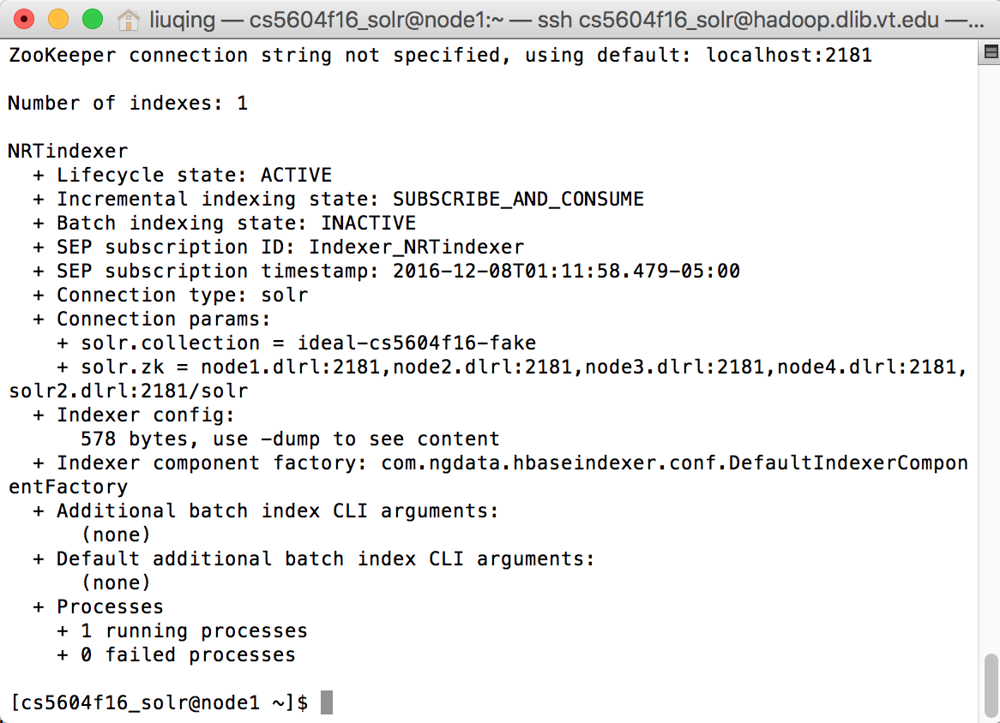 liuqing — cs5604f16_solr@node1:~ — ssh cs5604f16_solr@hadoop.dlib.vt.edu —...
ZooKeeper connection string not specified, using default: localhost:2181
Number of indexes: 1
NRTindexer
  + Lifecycle state: ACTIVE
  + Incremental indexing state: SUBSCRIBE_AND_CONSUME
  + Batch indexing state: INACTIVE
  + SEP subscription ID: Indexer_NRTindexer
  + SEP subscription timestamp: 2016-12-08T01:11:58.479-05:00
  + Connection type: solr
  + Connection params:
    + solr.collection = ideal-cs5604f16-fake
    + solr.zk = node1.dlrl:2181,node2.dlrl:2181,node3.dlrl:2181,node4.dlrl:2181,
solr2.dlrl:2181/solr
  + Indexer config:
      578 bytes, use -dump to see content
  + Indexer component factory: com.ngdata.hbaseindexer.conf.DefaultIndexerCompon
entFactory
  + Additional batch index CLI arguments:
      (none)
  + Default additional batch index CLI arguments:
      (none)
  + Processes
    + 1 running processes
    + 0 failed processes
[cs5604f16_solr@node1 ~]$